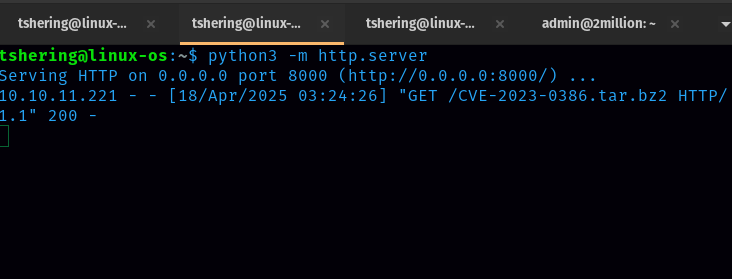 tshering@linux-... × tshering@linux-... × tshering@linux-... × admin@2million: ~ ×
tshering@linux-os:~$ python3 -m http.server
Serving HTTP on 0.0.0.0 port 8000 (http://0.0.0.0:8000/) ...
10.10.11.221 - - [18/Apr/2025 03:24:26] "GET /CVE-2023-0386.tar.bz2 HTTP/
1.1" 200 -